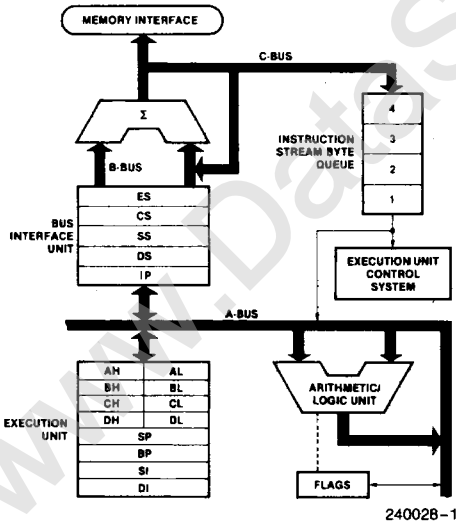 MEMORY INTERFACE
C-BUS
Σ
B-BUS
INSTRUCTION
STREAM BYTE
QUEUE
4
3
2
1
ES
CS
SS
DS
IP
BUS
INTERFACE
UNIT
EXECUTION UNIT
CONTROL
SYSTEM
A-BUS
AH AL
BH BL
CH CL
DH DL
SP
BP
SI
DI
EXECUTION
UNIT
ARITHMETIC/
LOGIC UNIT
FLAGS
240028-1
www.Datas